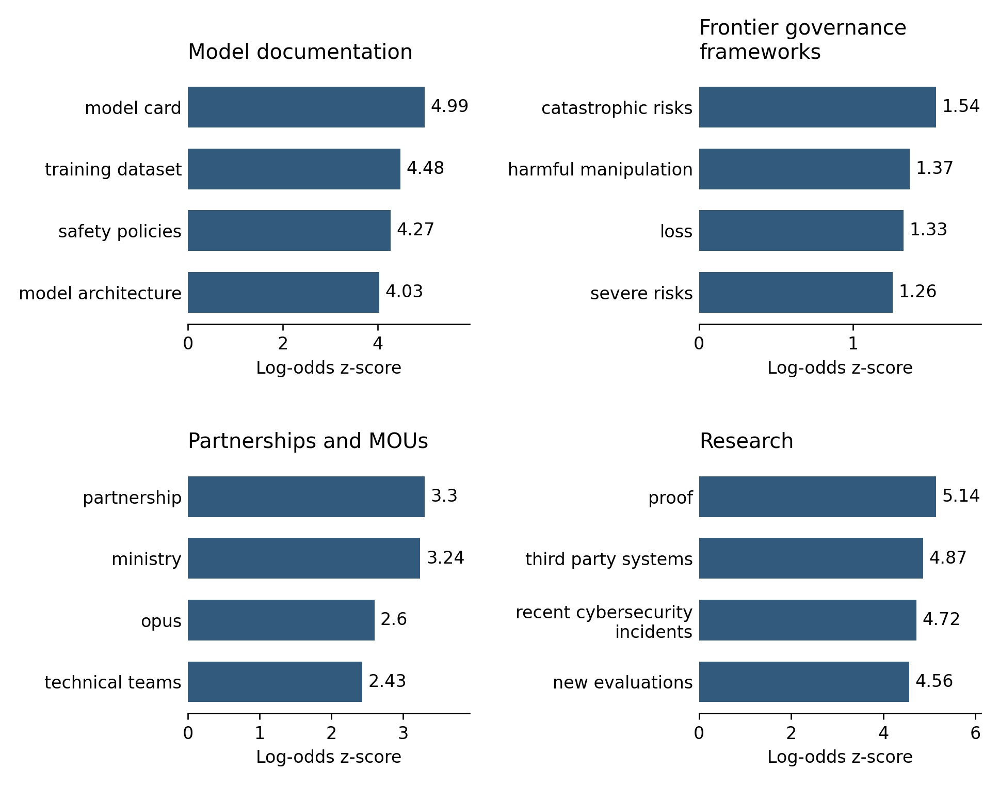 Model documentation
model card
4.99
training dataset
4.48
safety policies
4.27
model architecture
4.03
0 2 4
Log-odds z-score
Frontier governance
frameworks
catastrophic risks
1.54
harmful manipulation
1.37
loss
1.33
severe risks
1.26
0 1
Log-odds z-score
Partnerships and MOUs
partnership
3.3
ministry
3.24
opus
2.6
technical teams
2.43
0 1 2 3
Log-odds z-score
Research
proof
5.14
third party systems
4.87
recent cybersecurity
incidents
4.72
new evaluations
4.56
0 2 4 6
Log-odds z-score